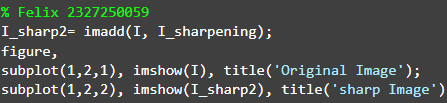 % Felix 2327250059
I_sharp2= imadd(I, I_sharpening);
figure,
subplot(1,2,1), imshow(I), title('Original Image');
subplot(1,2,2), imshow(I_sharp2), title('sharp Image')